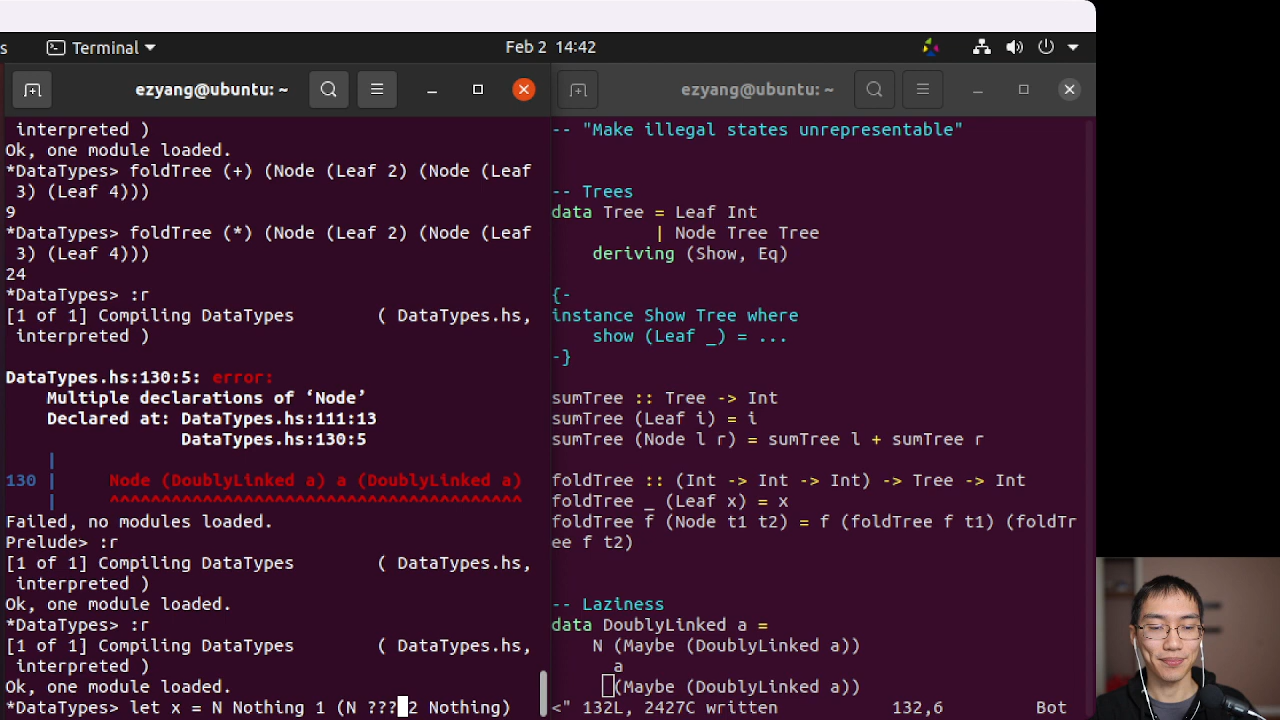 s
Terminal
Feb 2 14:42
ezyang@ubuntu: ~
interpreted )
Ok, one module loaded.
*DataTypes> foldTree (+) (Node (Leaf 2) (Node (Leaf
3) (Leaf 4)))
9
*DataTypes> foldTree (*) (Node (Leaf 2) (Node (Leaf
3) (Leaf 4)))
24
*DataTypes> :r
[1 of 1] Compiling DataTypes ( DataTypes.hs,
interpreted )
DataTypes.hs:130:5: error:
Multiple declarations of ‘Node’
Declared at: DataTypes.hs:111:13
DataTypes.hs:130:5
|
130 | Node (DoublyLinked a) a (DoublyLinked a)
| ^^^^^^^^^^^^^^^^^^^^^^^^^^^^^^^^^^^^^^^^
Failed, no modules loaded.
Prelude> :r
[1 of 1] Compiling DataTypes ( DataTypes.hs,
interpreted )
Ok, one module loaded.
*DataTypes> :r
[1 of 1] Compiling DataTypes ( DataTypes.hs,
interpreted )
Ok, one module loaded.
*DataTypes> let x = N Nothing 1 (N ??? 2 Nothing)
ezyang@ubuntu: ~
-- "Make illegal states unrepresentable"
-- Trees
data Tree = Leaf Int
| Node Tree Tree
deriving (Show, Eq)
{-
instance Show Tree where
show (Leaf _) = ...
-}
sumTree :: Tree -> Int
sumTree (Leaf i) = i
sumTree (Node l r) = sumTree l + sumTree r
foldTree :: (Int -> Int -> Int) -> Tree -> Int
foldTree _ (Leaf x) = x
foldTree f (Node t1 t2) = f (foldTree f t1) (foldTr
ee f t2)
-- Laziness
data DoublyLinked a =
N (Maybe (DoublyLinked a))
a
(Maybe (DoublyLinked a))
<" 132L, 2427C written 132,6 Bot